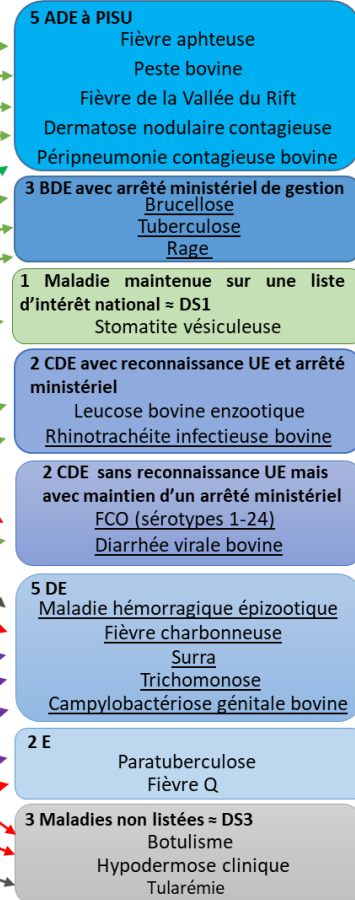 5 ADE à PISU
Fièvre aphteuse
Peste bovine
Fièvre de la Vallée du Rift
Dermatose nodulaire contagieuse
Péripneumonie contagieuse bovine
3 BDE avec arrêté ministériel de gestion
Brucellose
Tuberculose
Rage
1 Maladie maintenue sur une liste
d'intérêt national ≈ DS1
Stomatite vésiculeuse
2 CDE avec reconnaissance UE et arrêté
ministériel
Leucose bovine enzootique
Rhinotrachéite infectieuse bovine
2 CDE sans reconnaissance UE mais
avec maintien d'un arrêté ministériel
FCO (sérotypes 1-24)
Diarrhée virale bovine
5 DE
Maladie hémorragique épizootique
Fièvre charbonneuse
Surra
Trichomonose
Campylobactériose génitale bovine
2 E
Paratuberculose
Fièvre Q
3 Maladies non listées ≈ DS3
Botulisme
Hypodermose clinique
Tularémie